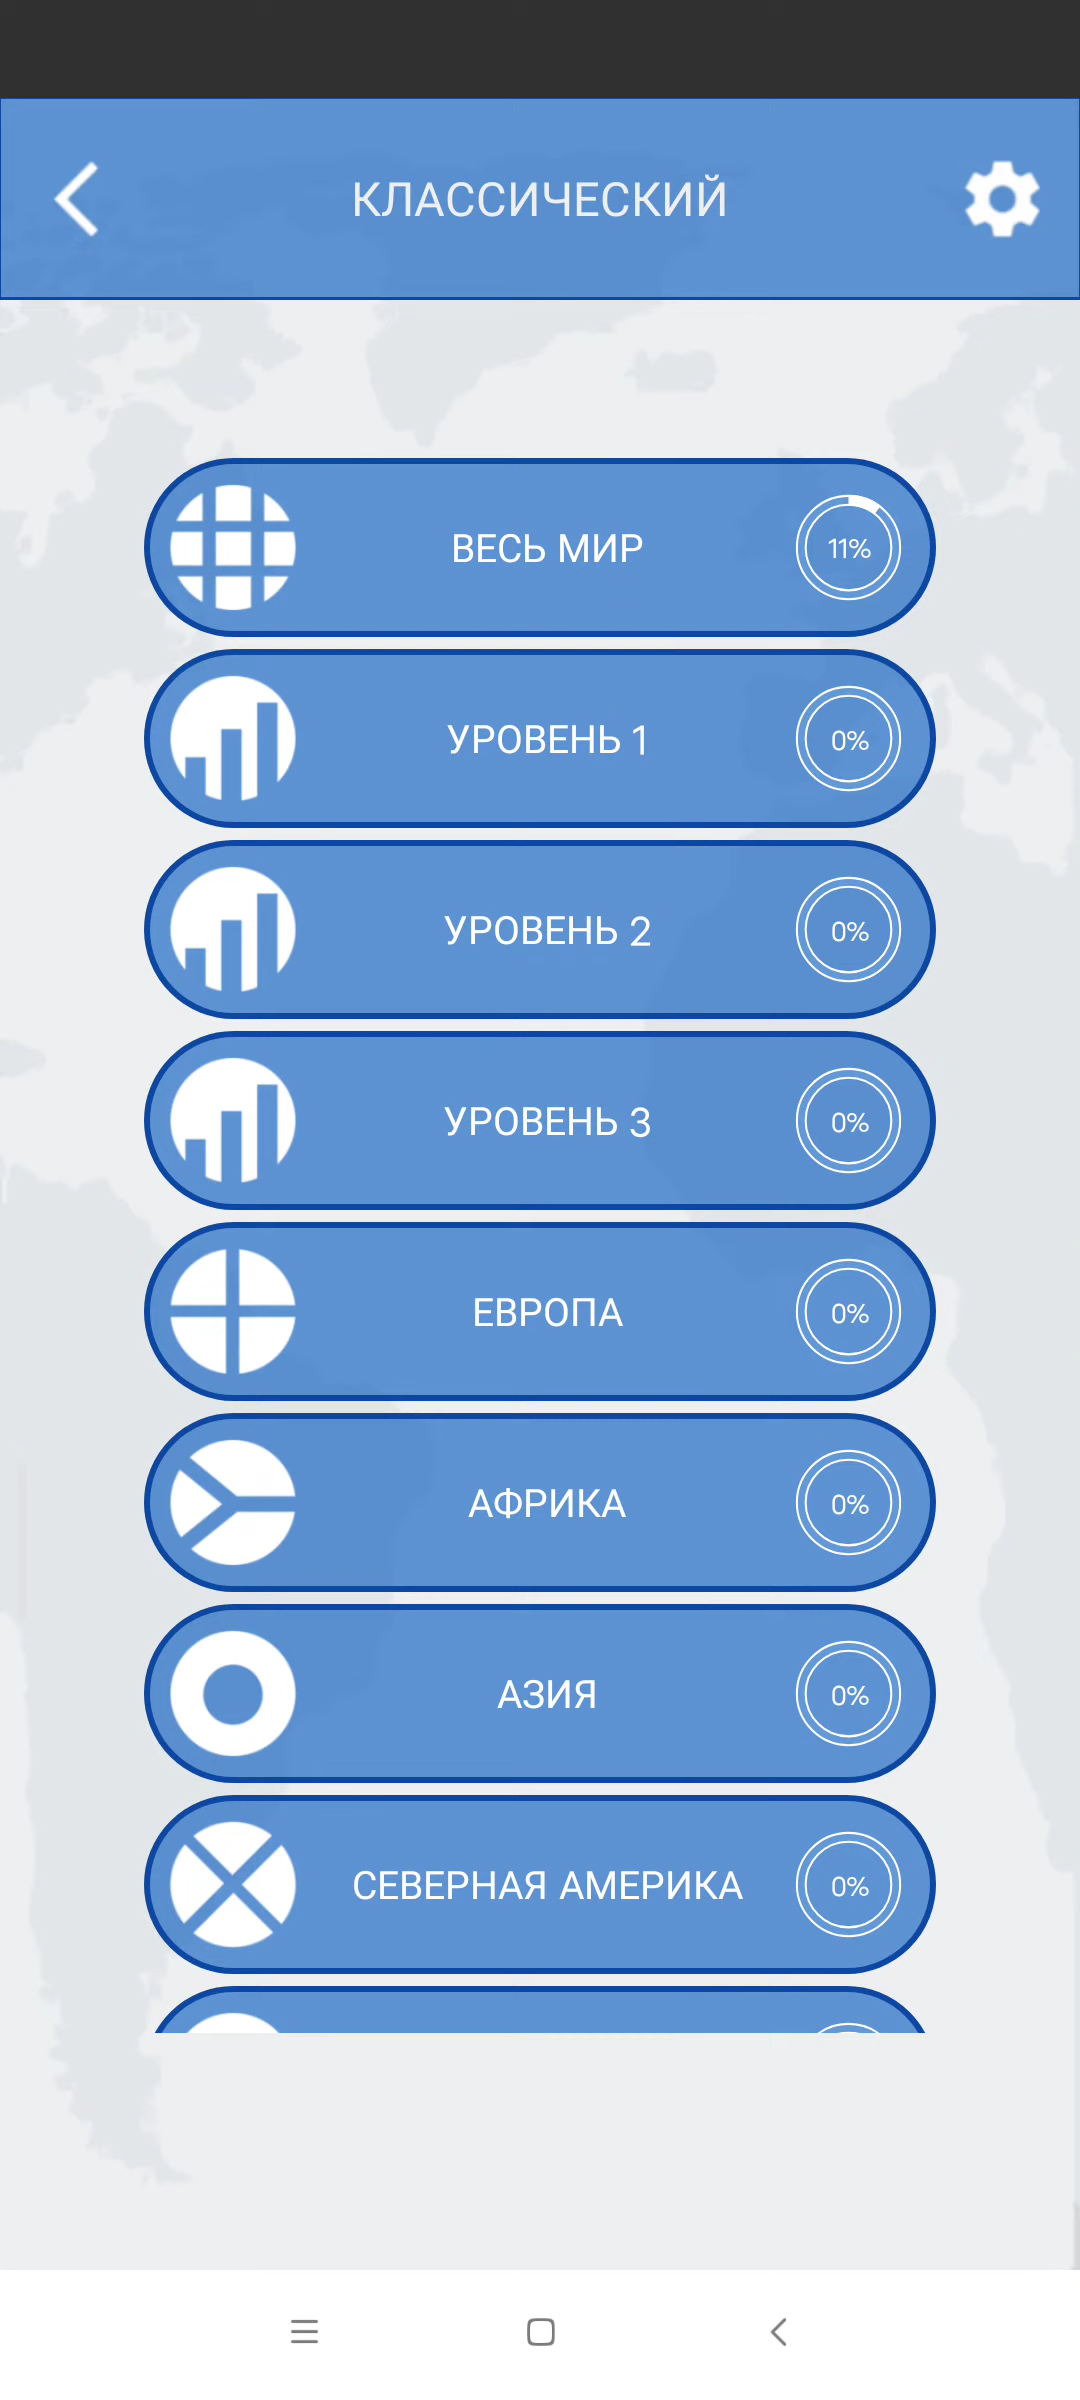 КЛАССИЧЕСКИЙ
ВЕСЬ МИР
11%
УРОВЕНЬ 1
0%
УРОВЕНЬ 2
0%
УРОВЕНЬ 3
0%
ЕВРОПА
0%
АФРИКА
0%
АЗИЯ
0%
СЕВЕРНАЯ АМЕРИКА
0%